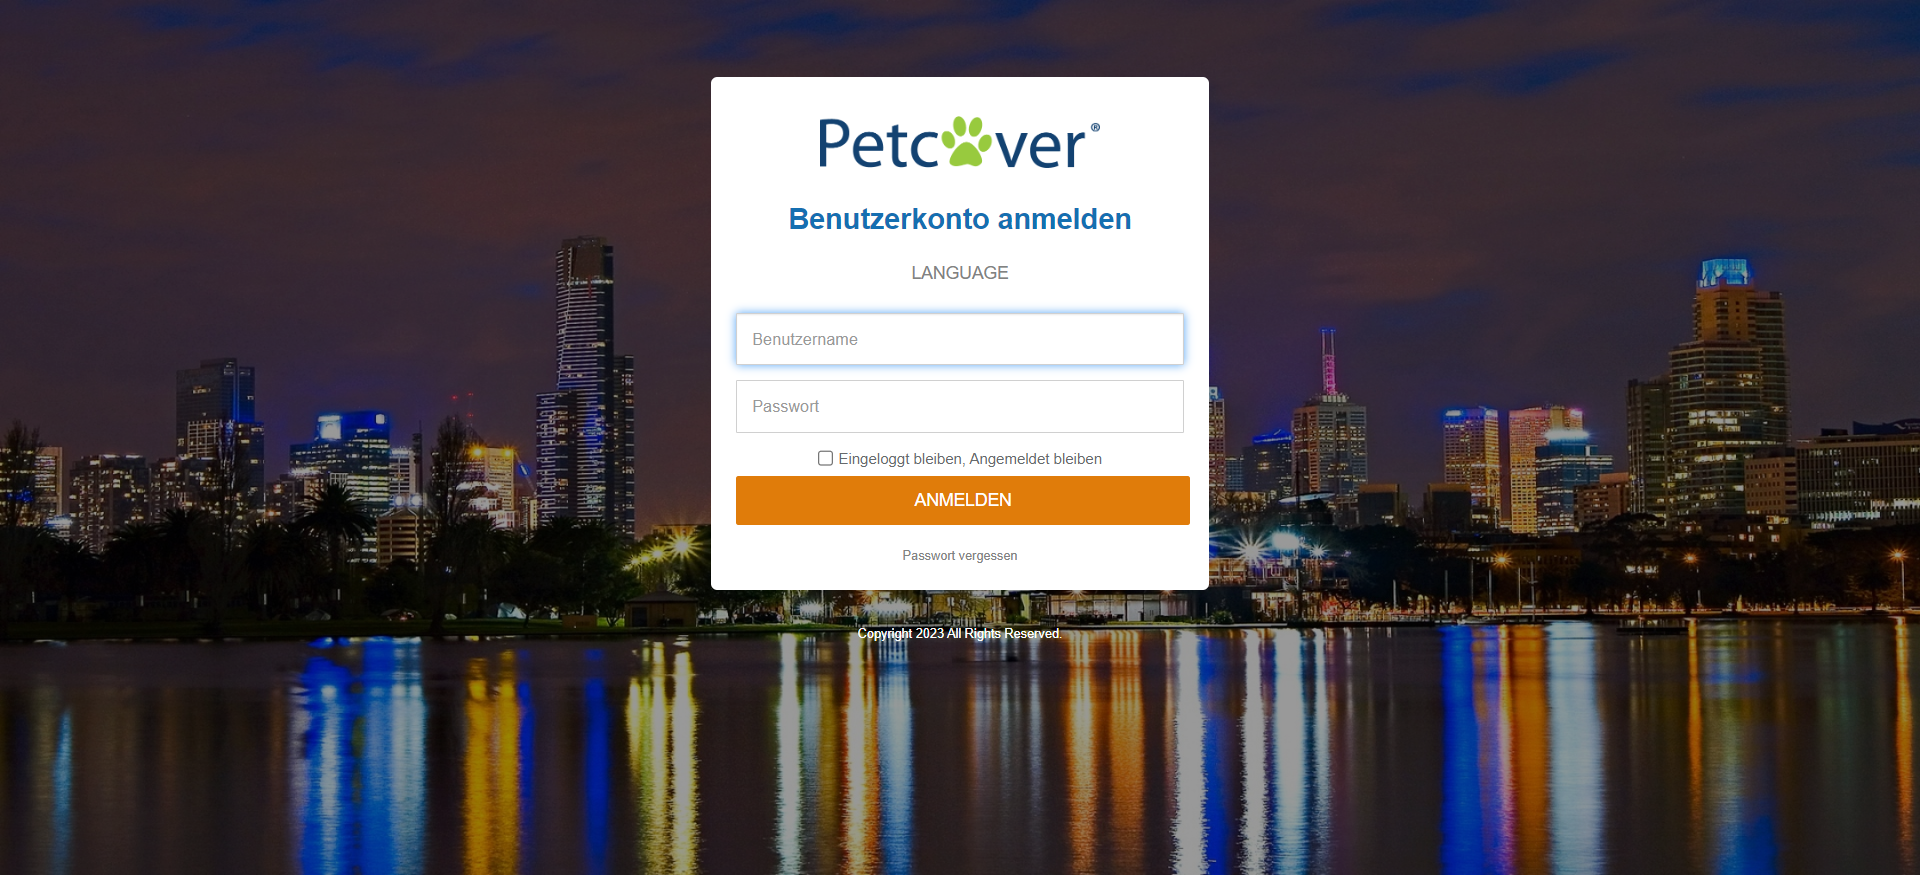 Petcover®
Benutzerkonto anmelden
LANGUAGE
Benutzername
Passwort
Eingeloggt bleiben, Angemeldet bleiben
ANMELDEN
Passwort vergessen
Copyright 2023 All Rights Reserved.